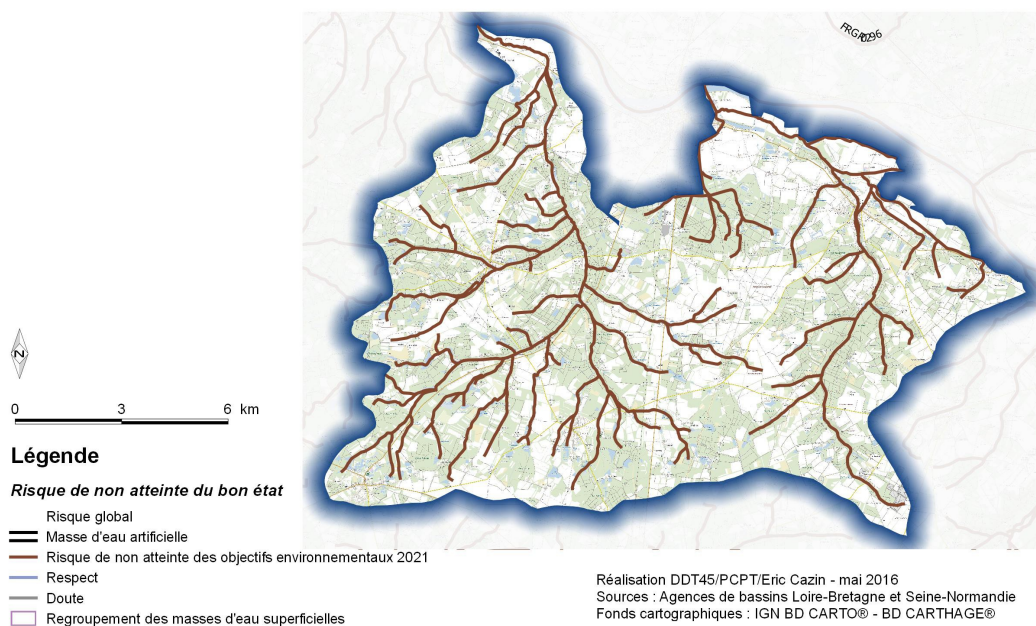 FRGR0296
N
0 3 6 km
Légende
Risque de non atteinte du bon état
Risque global
Masse d'eau artificielle
Risque de non atteinte des objectifs environnementaux 2021
Respect
Doute
Regroupement des masses d'eau superficielles
Réalisation DDT45/PCPT/Eric Cazin - mai 2016
Sources : Agences de bassins Loire-Bretagne et Seine-Normandie
Fonds cartographiques : IGN BD CARTO® - BD CARTHAGE®